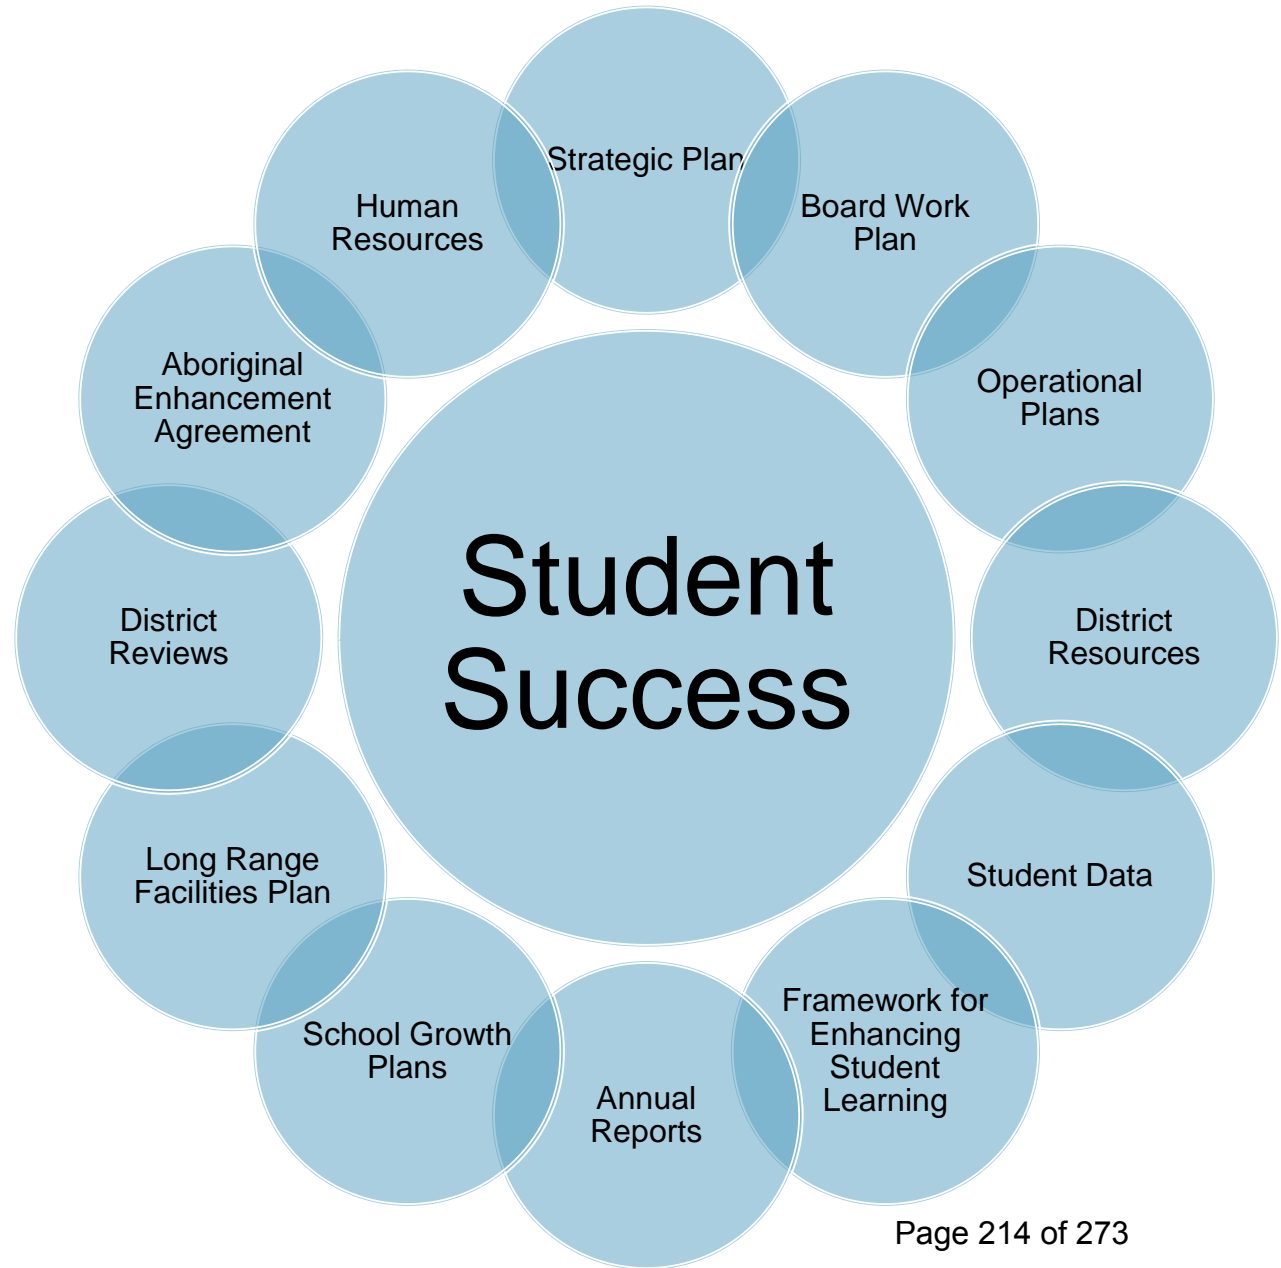 Strategic Plan
Board Work
Plan
Operational
Plans
District
Resources
Student Data
Framework for
Enhancing
Student
Learning
Annual
Reports
School Growth
Plans
Long Range
Facilities Plan
District
Reviews
Aboriginal
Enhancement
Agreement
Human
Resources
Student
Success
Page 214 of 273